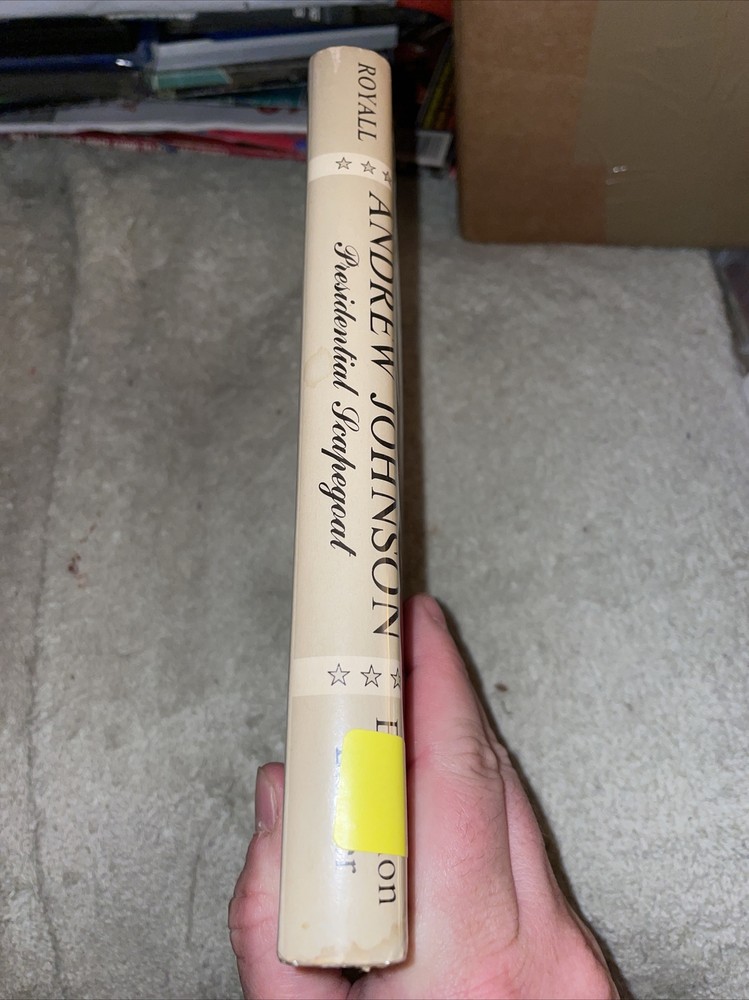 ROYALL
ANDREW JOHNSON
Presidential Scapegoat